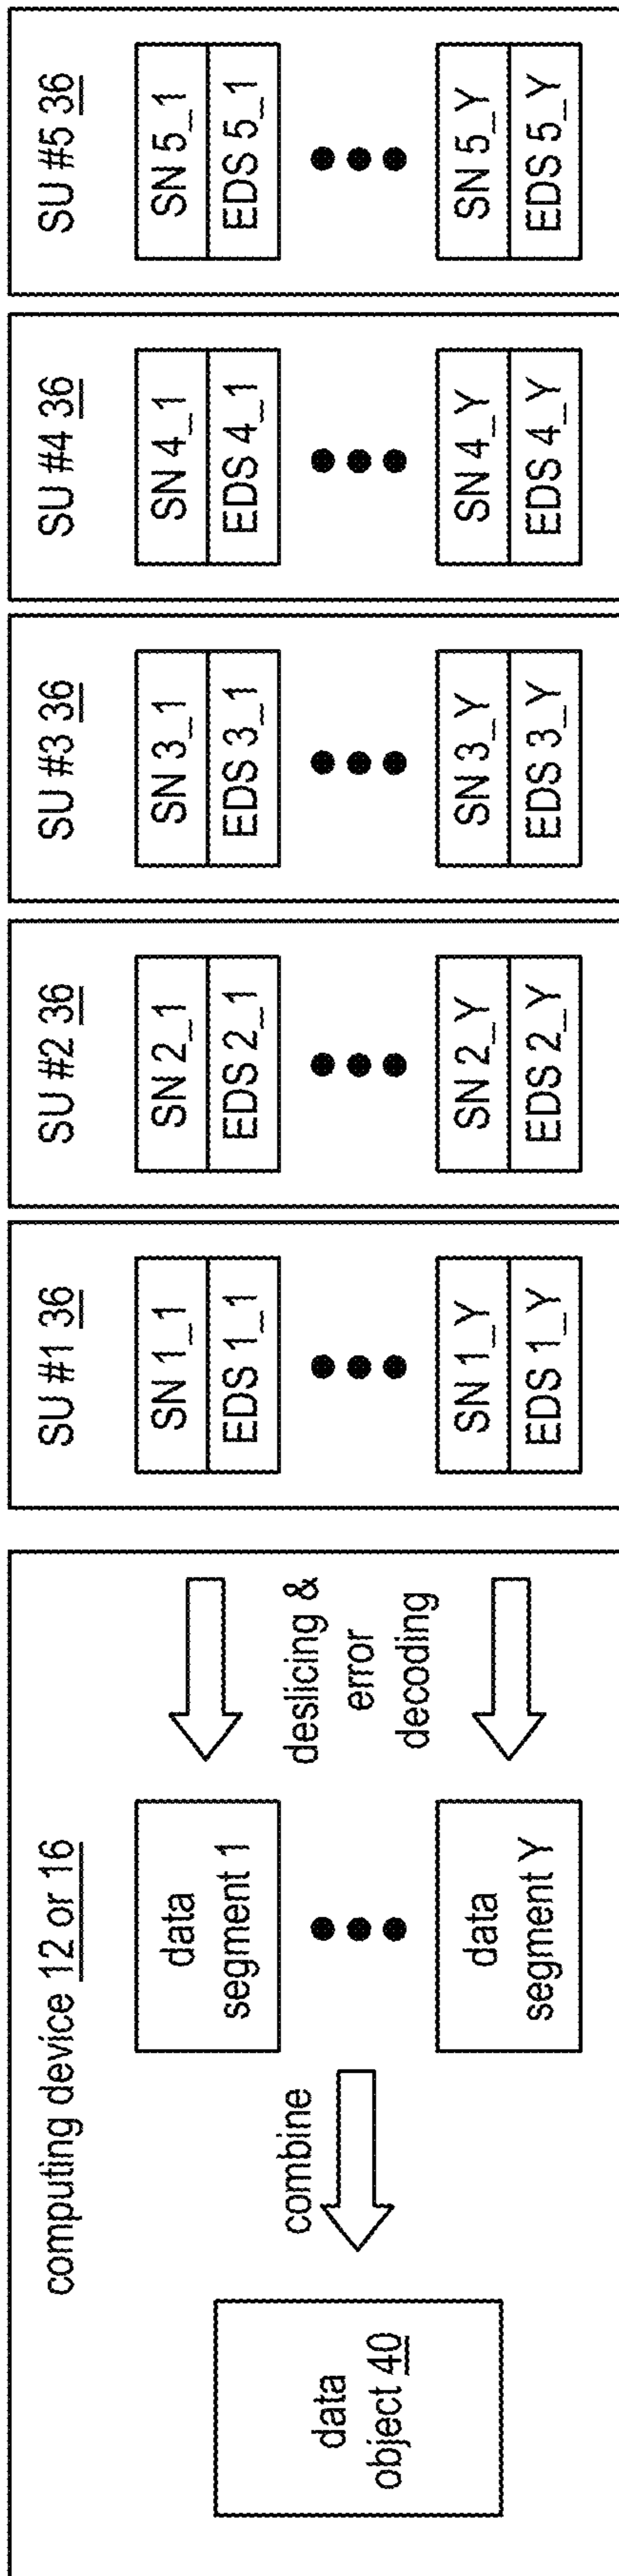 computing device 12 or 16
data
object 40
combine
data
segment 1
data
segment Y
deslicing &
error
decoding
SU #1 36
SN 1_1
EDS 1_1
SN 1_Y
EDS 1_Y
SU #2 36
SN 2_1
EDS 2_1
SN 2_Y
EDS 2_Y
SU #3 36
SN 3_1
EDS 3_1
SN 3_Y
EDS 3_Y
SU #4 36
SN 4_1
EDS 4_1
SN 4_Y
EDS 4_Y
SU #5 36
SN 5_1
EDS 5_1
SN 5_Y
EDS 5_Y